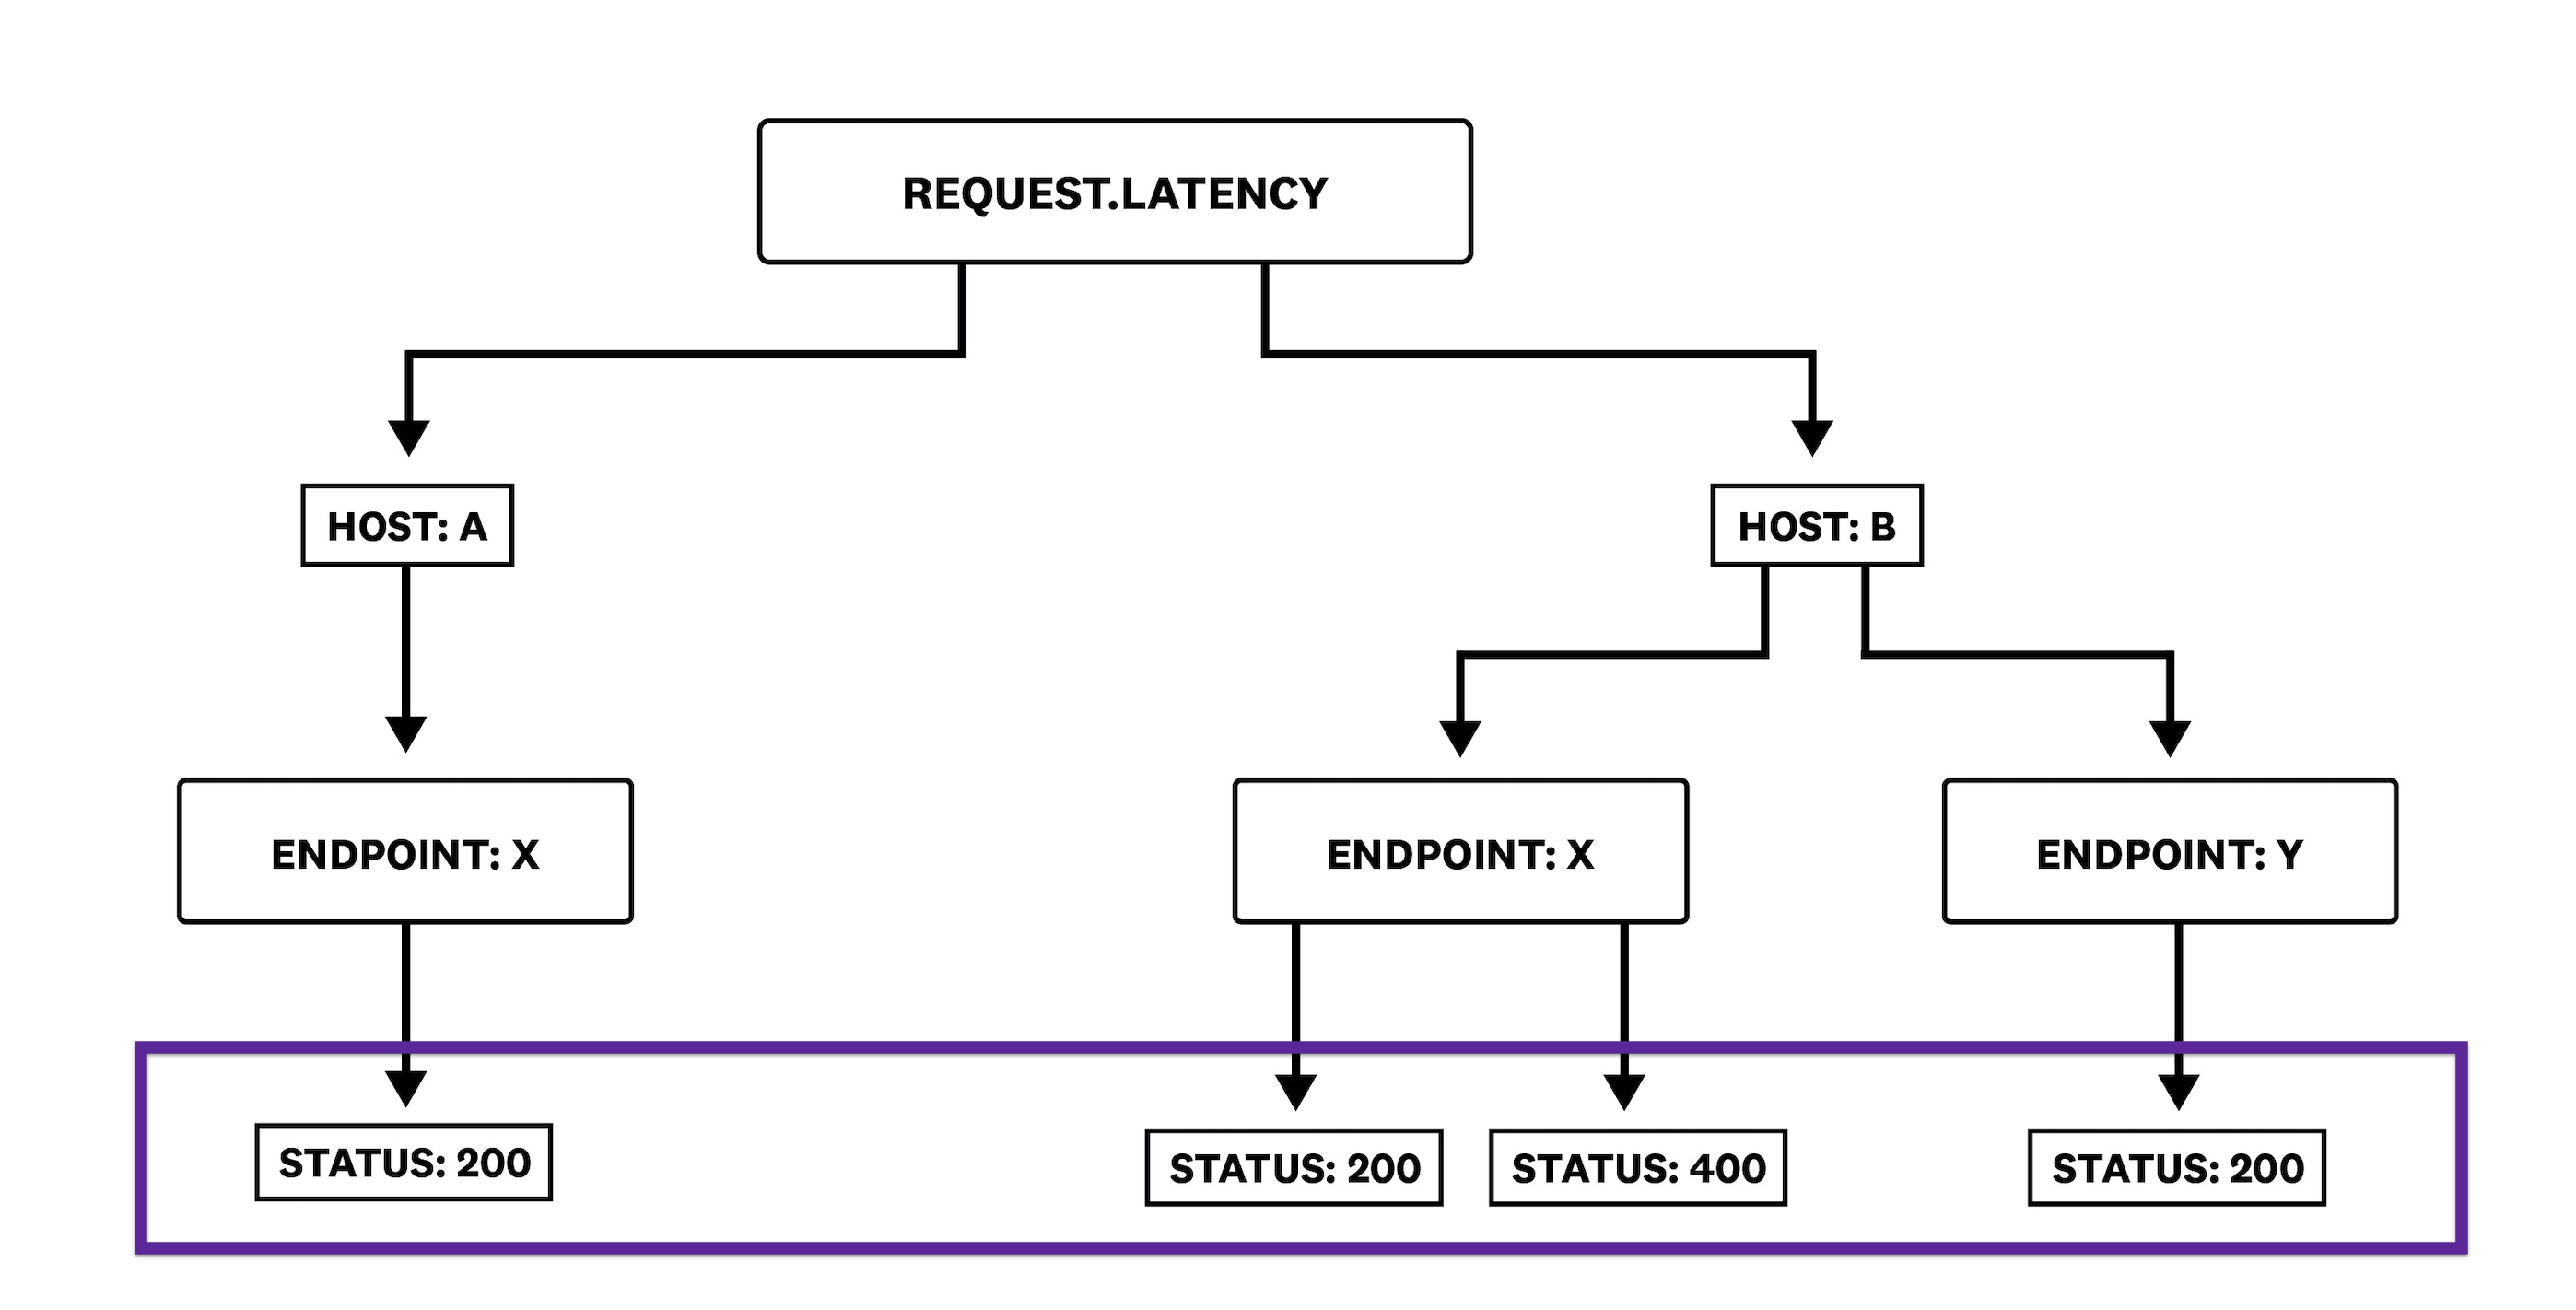 REQUEST.LATENCY
HOST: A
HOST: B
ENDPOINT: X
ENDPOINT: X
ENDPOINT: Y
STATUS: 200
STATUS: 200
STATUS: 400
STATUS: 200